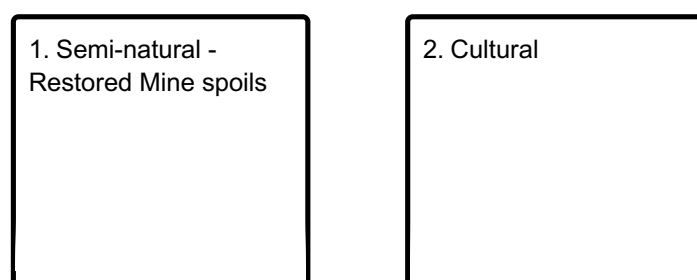 1. Semi-natural -
Restored Mine spoils
2. Cultural